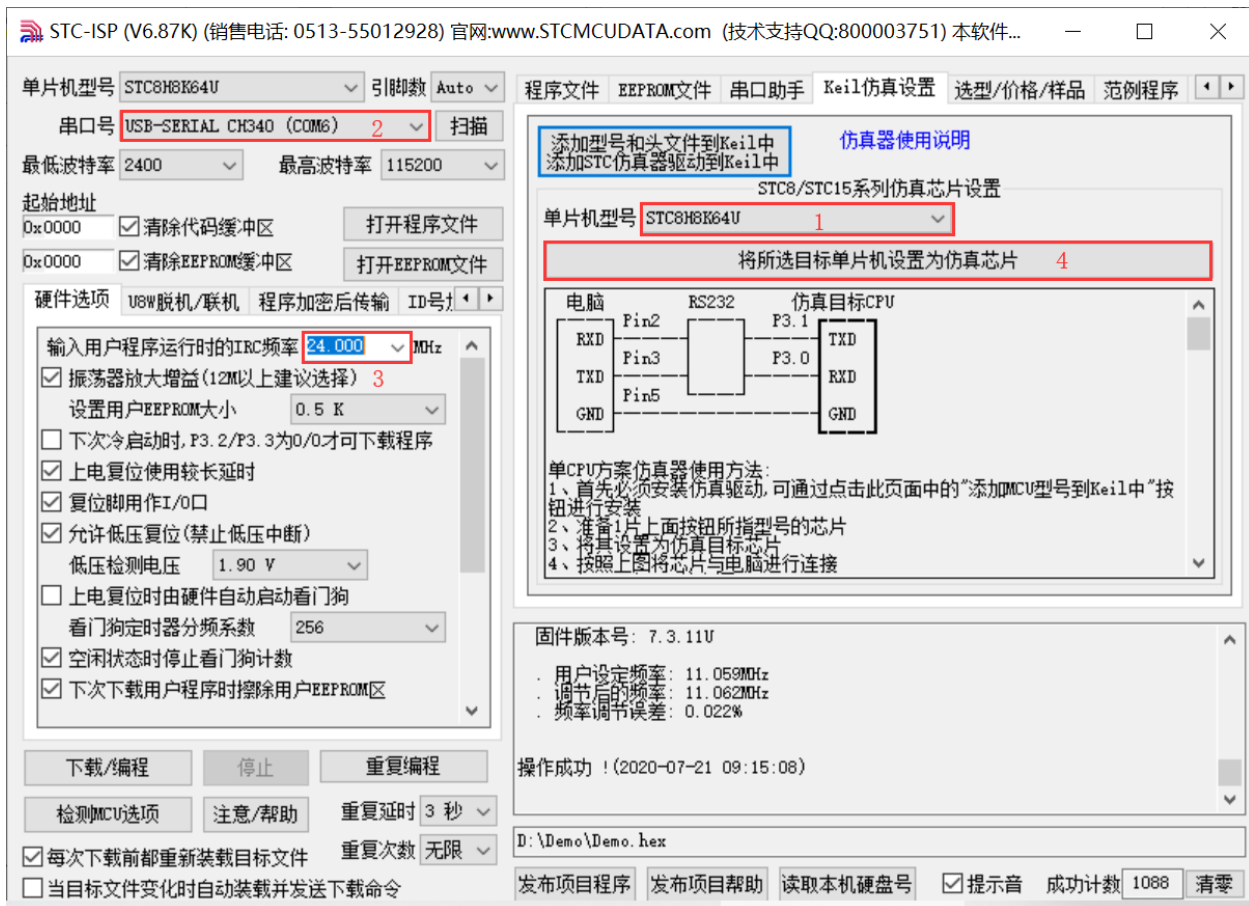 STC-ISP (V6.87K) (销售电话: 0513-55012928) 官网:www.STCMCUDATA.com (技术支持QQ:800003751) 本软件...
单片机型号 STC8H8K64U 引脚数 Auto
串口号 USB-SERIAL CH340 (COM6) 2 扫描
最低波特率 2400 最高波特率 115200
起始地址
0x0000 清除代码缓冲区 打开程序文件
0x0000 清除EEPROM缓冲区 打开EEPROM文件
硬件选项 U8W脱机/联机 程序加密后传输
输入用户程序运行时的IRC频率 24.000 MHz
振荡器放大增益(12M以上建议选择) 3
设置用户EEPROM大小 0.5 K
下次冷启动时,P3.2/P3.3为0/0才可下载程序
上电复位使用较长延时
复位脚用作I/O口
允许低压复位(禁止低压中断)
低压检测电压 1.90 V
上电复位时由硬件自动启动看门狗
看门狗定时器分频系数 256
空闲状态时停止看门狗计数
下次下载用户程序时擦除用户EEPROM区
下载/编程 停止 重复编程
检测MCU选项 注意/帮助 重复延时 3 秒
每次下载前都重新装载目标文件 重复次数 无限
当目标文件变化时自动装载并发送下载命令
程序文件 EEPROM文件 串口助手 Keil仿真设置 选型/价格/样品 范例程序
添加型号和头文件到Keil中
添加STC仿真器驱动到Keil中
仿真器使用说明
STC8/STC15系列仿真芯片设置
单片机型号 STC8H8K64U 1
将所选目标单片机设置为仿真芯片 4
电脑 RS232 仿真目标CPU
Pin2 P3.1
RXD TXD
Pin3 P3.0
TXD RXD
Pin5
GND GND
单CPU方案仿真器使用方法:
1、首先必须安装仿真驱动,可通过点击此页面中的"添加MCU型号到Keil中"按
钮进行安装
2、准备1片上面按钮所指型号的芯片
3、将其设置为仿真目标芯片
4、按照上图将芯片与电脑进行连接
固件版本号: 7.3.11U
. 用户设定频率: 11.059MHz
. 调节后的频率: 11.062MHz
. 频率调节误差: 0.022%
操作成功 !(2020-07-21 09:15:08)
D:\Demo\Demo.hex
发布项目程序 发布项目帮助 读取本机硬盘号 提示音 成功计数 1088 清零